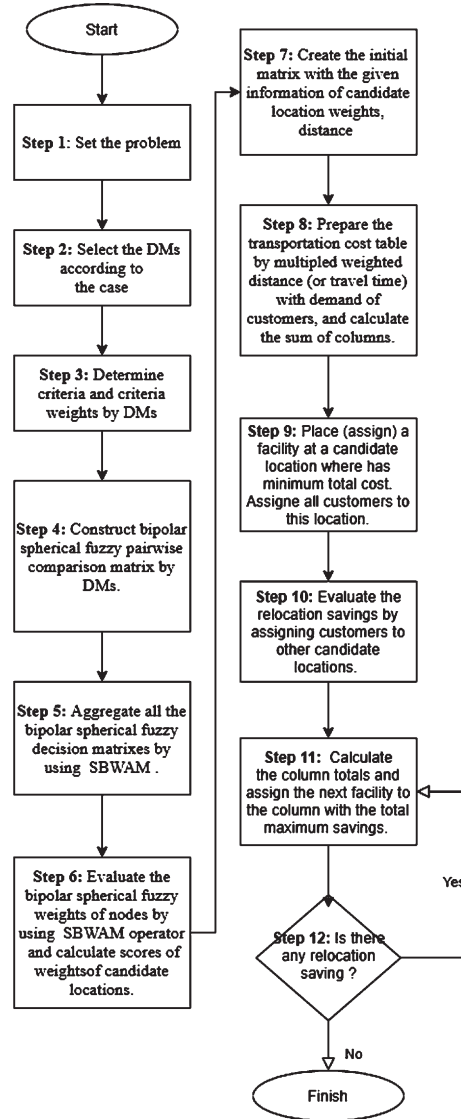 Start
Step 1: Set the problem
Step 2: Select the DMs
according to
the case
Step 3: Determine
criteria and criteria
weights by DMs
Step 4: Construct bipolar
spherical fuzzy pairwise
comparison matrix by
DMs.
Step 5: Aggregate all the
bipolar spherical fuzzy
decision matrixes by
using SBWAM .
Step 6: Evaluate the
bipolar spherical fuzzy
weights of nodes by
using SBWAM operator
and calculate scores of
weightsof candidate
locations.
Step 7: Create the initial
matrix with the given
information of candidate
location weights,
distance
Step 8: Prepare the
transportation cost table
by multipled weighted
distance (or travel time)
with demand of
customers, and calculate
the sum of columns.
Step 9: Place (assign) a
facility at a candidate
location where has
minimum total cost.
Assigne all customers to
this location.
Step 10: Evaluate the
relocation savings by
assigning customers to
other candidate
locations.
Step 11: Calculate
the column totals and
assign the next facility to
the column with the total
maximum savings.
Yes
Step 12: Is there
any relocation
saving ?
No
Finish